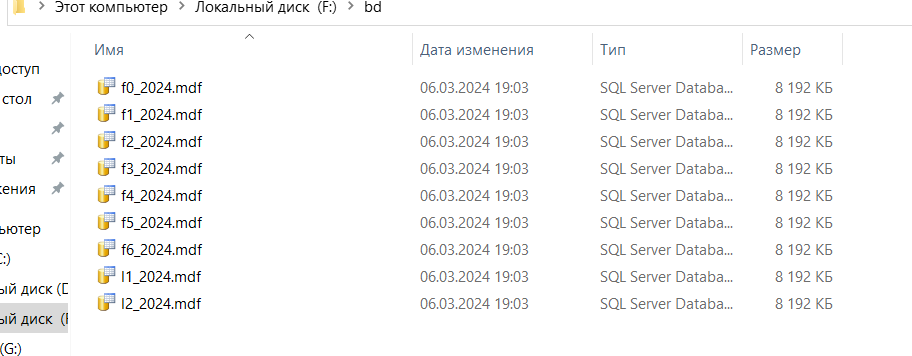 Этот компьютер > Локальный диск (F:) > bd
Имя Дата изменения Тип Размер
f0_2024.mdf 06.03.2024 19:03 SQL Server Databa... 8 192 КБ
f1_2024.mdf 06.03.2024 19:03 SQL Server Databa... 8 192 КБ
f2_2024.mdf 06.03.2024 19:03 SQL Server Databa... 8 192 КБ
f3_2024.mdf 06.03.2024 19:03 SQL Server Databa... 8 192 КБ
f4_2024.mdf 06.03.2024 19:03 SQL Server Databa... 8 192 КБ
f5_2024.mdf 06.03.2024 19:03 SQL Server Databa... 8 192 КБ
f6_2024.mdf 06.03.2024 19:03 SQL Server Databa... 8 192 КБ
l1_2024.mdf 06.03.2024 19:03 SQL Server Databa... 8 192 КБ
l2_2024.mdf 06.03.2024 19:03 SQL Server Databa... 8 192 КБ
доступ
стол
ты
жения
ьютер
C:)
ый диск (D
ый диск (F
(G:)